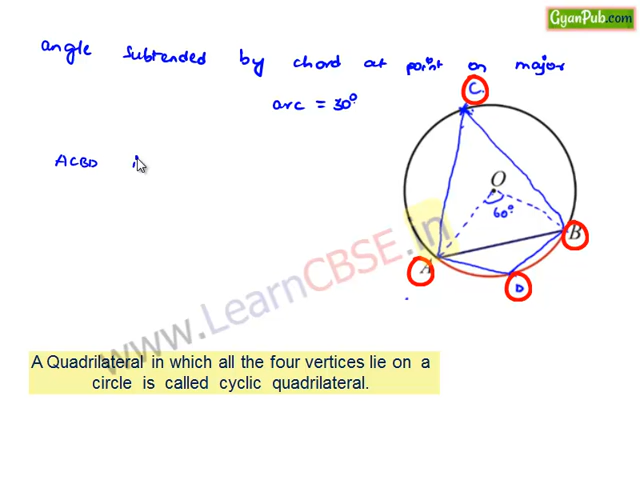 GyanPub.com
angle subtended by chord at point on major
arc = 30°
C.
ACBD i
O
60°
B
A
D
www.LearnCBSE.in
A Quadrilateral in which all the four vertices lie on a
circle is called cyclic quadrilateral.